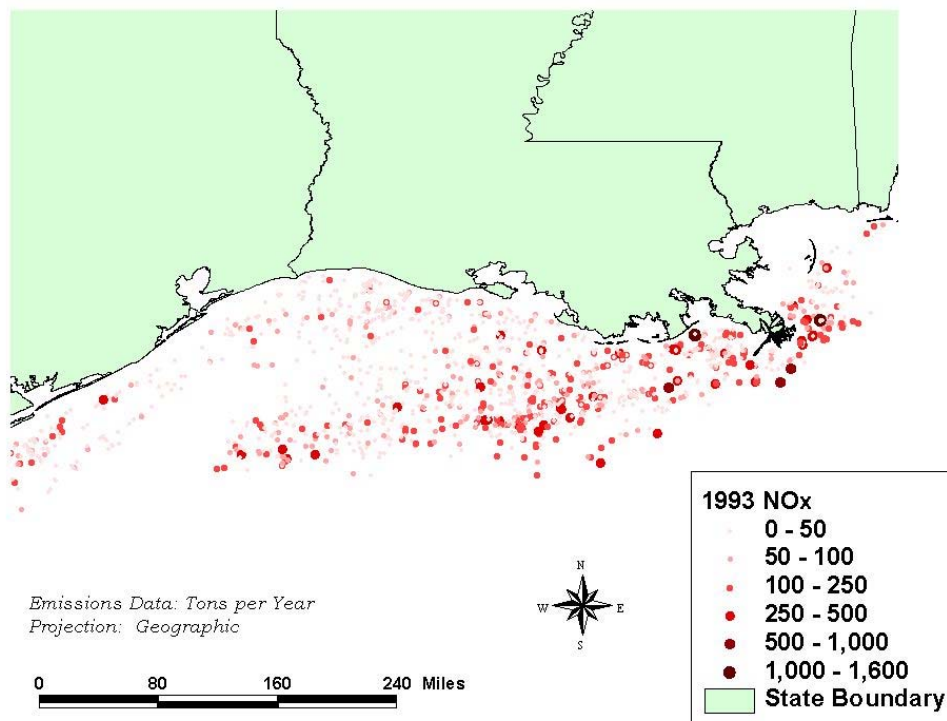 1993 NOx
0 - 50
50 - 100
100 - 250
250 - 500
500 - 1,000
1,000 - 1,600
State Boundary
N
W E
S
Emissions Data: Tons per Year
Projection: Geographic
0 80 160 240 Miles